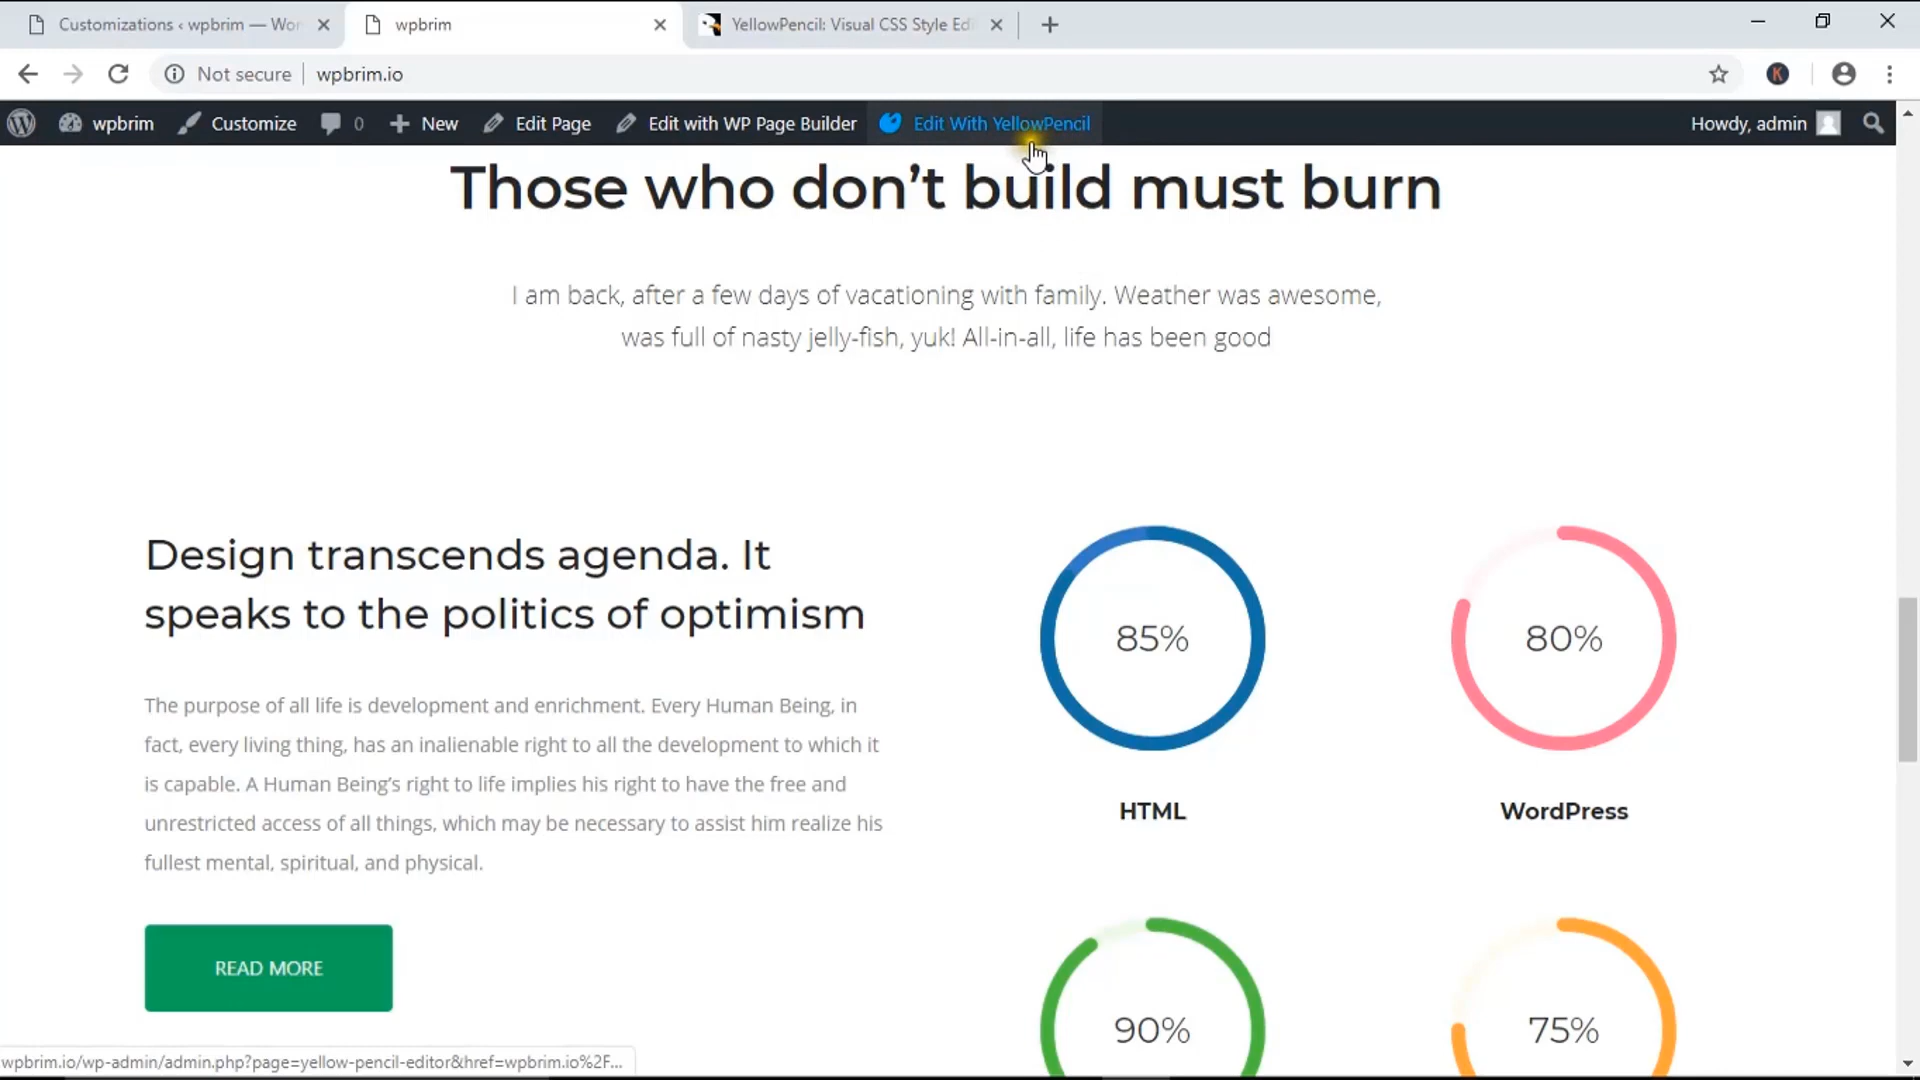 Customizations ‹ wpbrim — Wor
wpbrim
YellowPencil: Visual CSS Style Ed
Not secure
wpbrim.io
K
wpbrim
Customize
0
New
Edit Page
Edit with WP Page Builder
Edit With YellowPencil
Howdy, admin
Those who don’t build must burn
I am back, after a few days of vacationing with family. Weather was awesome,
was full of nasty jelly-fish, yuk! All-in-all, life has been good
Design transcends agenda. It
speaks to the politics of optimism
The purpose of all life is development and enrichment. Every Human Being, in
fact, every living thing, has an inalienable right to all the development to which it
is capable. A Human Being’s right to life implies his right to have the free and
unrestricted access of all things, which may be necessary to assist him realize his
fullest mental, spiritual, and physical.
READ MORE
85%
80%
HTML
WordPress
90%
75%
wpbrim.io/wp-admin/admin.php?page=yellow-pencil-editor&href=wpbrim.io%2F...